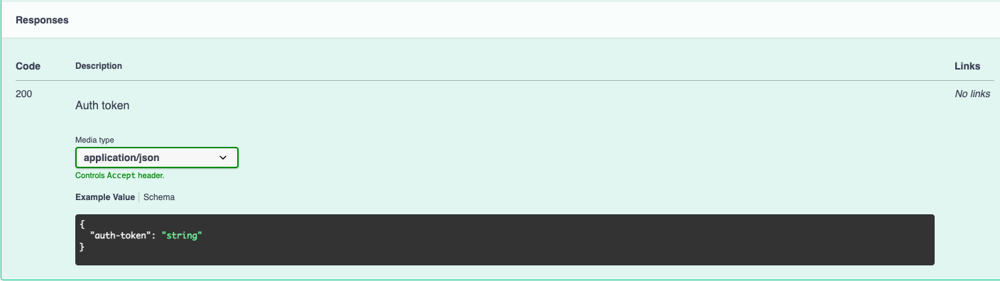 Responses
Code Description Links
200 No links
Auth token
Media type
application/json
Controls Accept header.
Example Value Schema
{
"auth-token": "string"
}